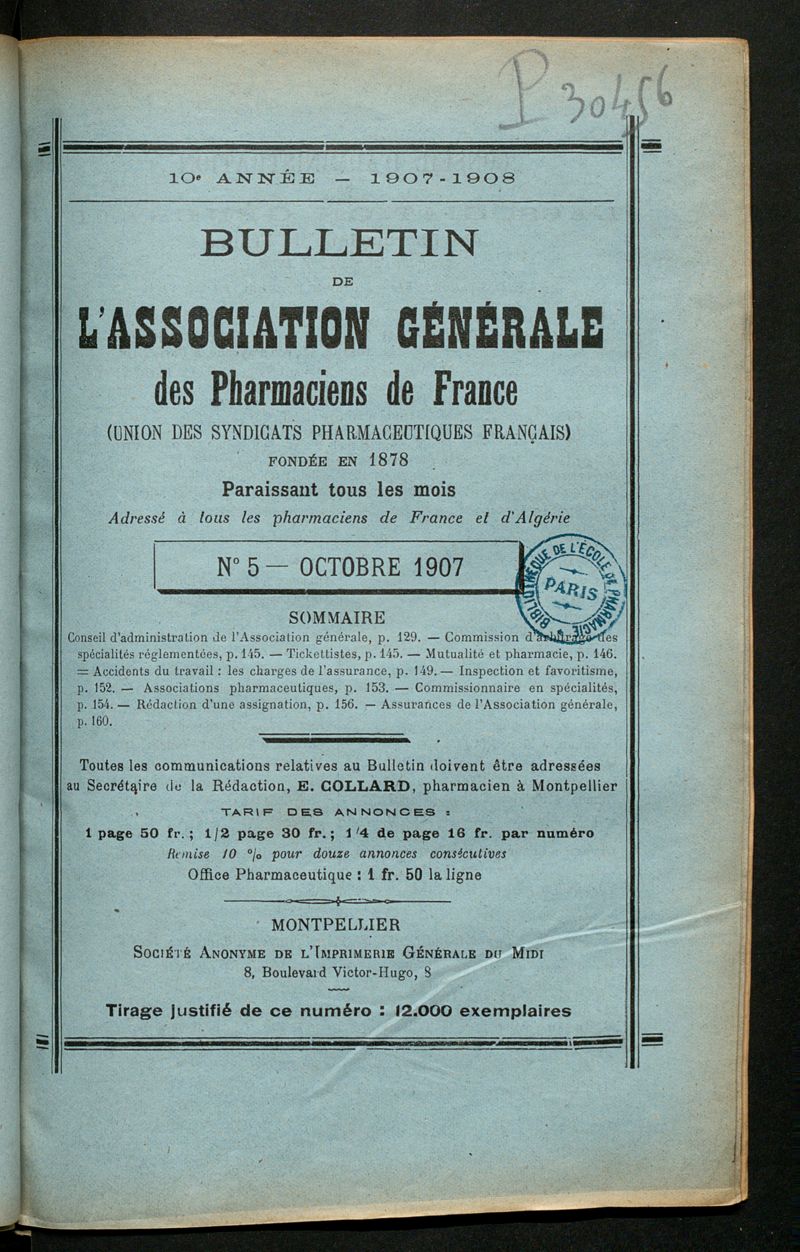 P 30456
10e ANNÉE — 1907-1908
BULLETIN
DE
L'ASSOCIATION GÉNÉRALE
des Pharmaciens de France
(UNION DES SYNDICATS PHARMACEUTIQUES FRANÇAIS)
FONDÉE EN 1878
Paraissant tous les mois
Adressé à tous les pharmaciens de France et d'Algérie
N° 5 — OCTOBRE 1907
BIBLIOTHÈQUE DE L'ÉCOLE DE PHARMACIE
PARIS
SOMMAIRE
Conseil d'administration de l'Association générale, p. 129. — Commission d'arbitrage des
spécialités réglementées, p. 145. — Tickettistes, p. 145. — Mutualité et pharmacie, p. 146.
— Accidents du travail : les charges de l'assurance, p. 149. — Inspection et favoritisme,
p. 152. — Associations pharmaceutiques, p. 153. — Commissionnaire en spécialités,
p. 154. — Rédaction d'une assignation, p. 156. — Assurances de l'Association générale,
p. 160.
Toutes les communications relatives au Bulletin doivent être adressées
au Secrétaire de la Rédaction, E. COLLARD, pharmacien à Montpellier
TARIF DES ANNONCES :
1 page 50 fr. ; 1/2 page 30 fr. ; 1/4 de page 16 fr. par numéro
Remise 10 % pour douze annonces consécutives
Office Pharmaceutique : 1 fr. 50 la ligne
MONTPELLIER
SOCIÉTÉ ANONYME DE L'IMPRIMERIE GÉNÉRALE DU MIDI
8, Boulevard Victor-Hugo, 8
Tirage justifié de ce numéro : 12.000 exemplaires